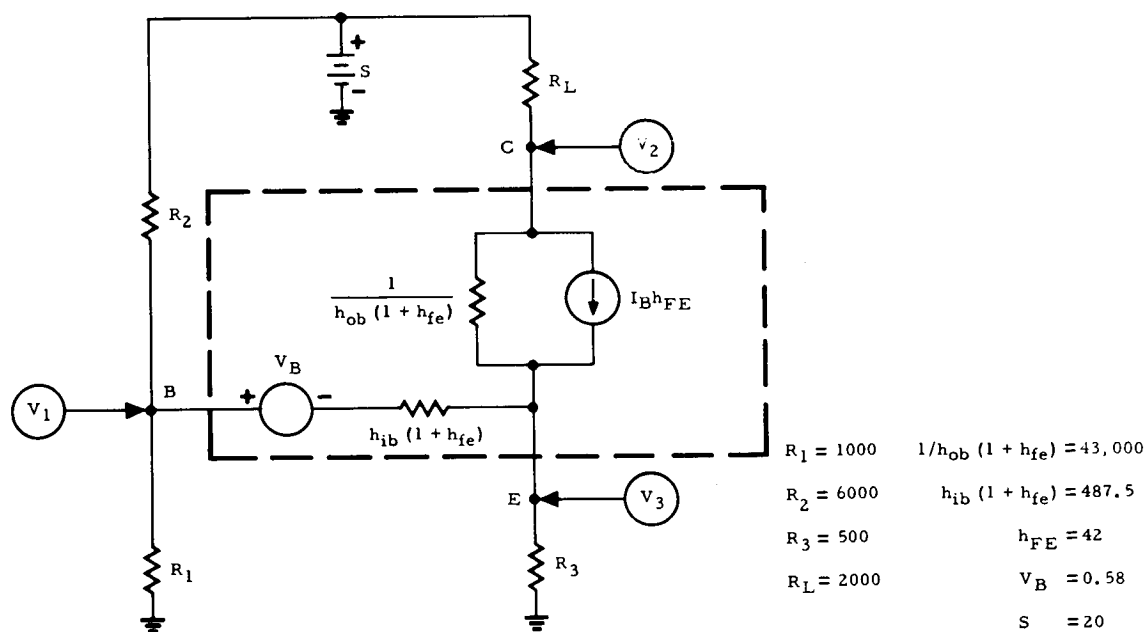 +
S
-
R_L
C
V_2
R_2
1
h_ob (1 + h_fe)
I_B h_FE
V_B
B
+
-
V_1
h_ib (1 + h_fe)
E
V_3
R_1
R_3
R_1 = 1000 1/h_ob (1 + h_fe) = 43,000
R_2 = 6000 h_ib (1 + h_fe) = 487.5
R_3 = 500 h_FE = 42
R_L = 2000 V_B = 0.58
S = 20